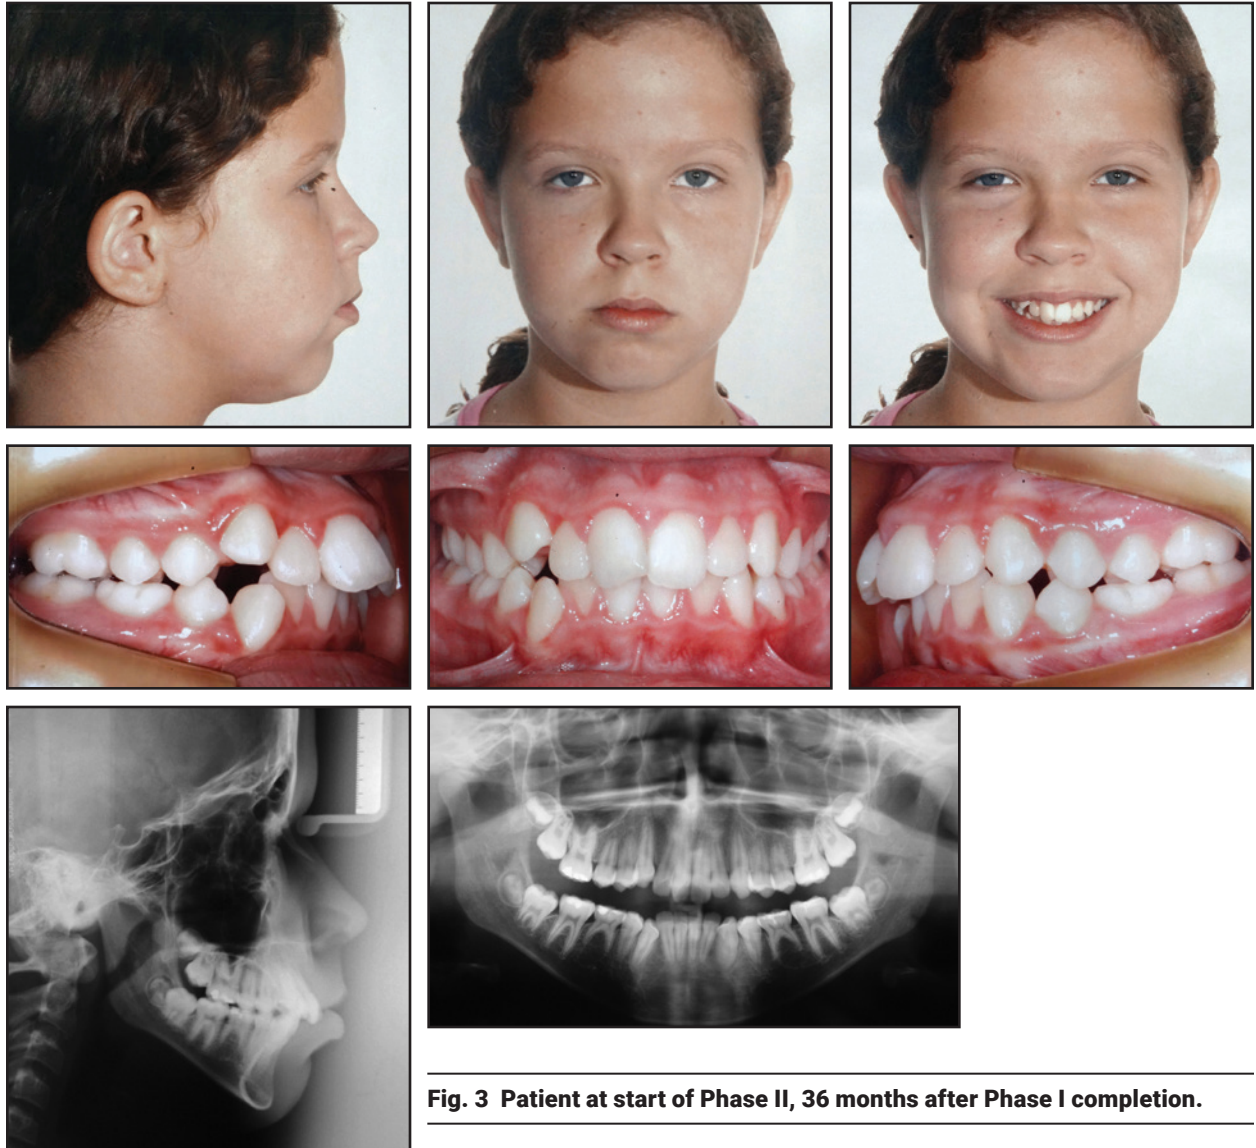 Fig. 3 Patient at start of Phase II, 36 months after Phase I completion.